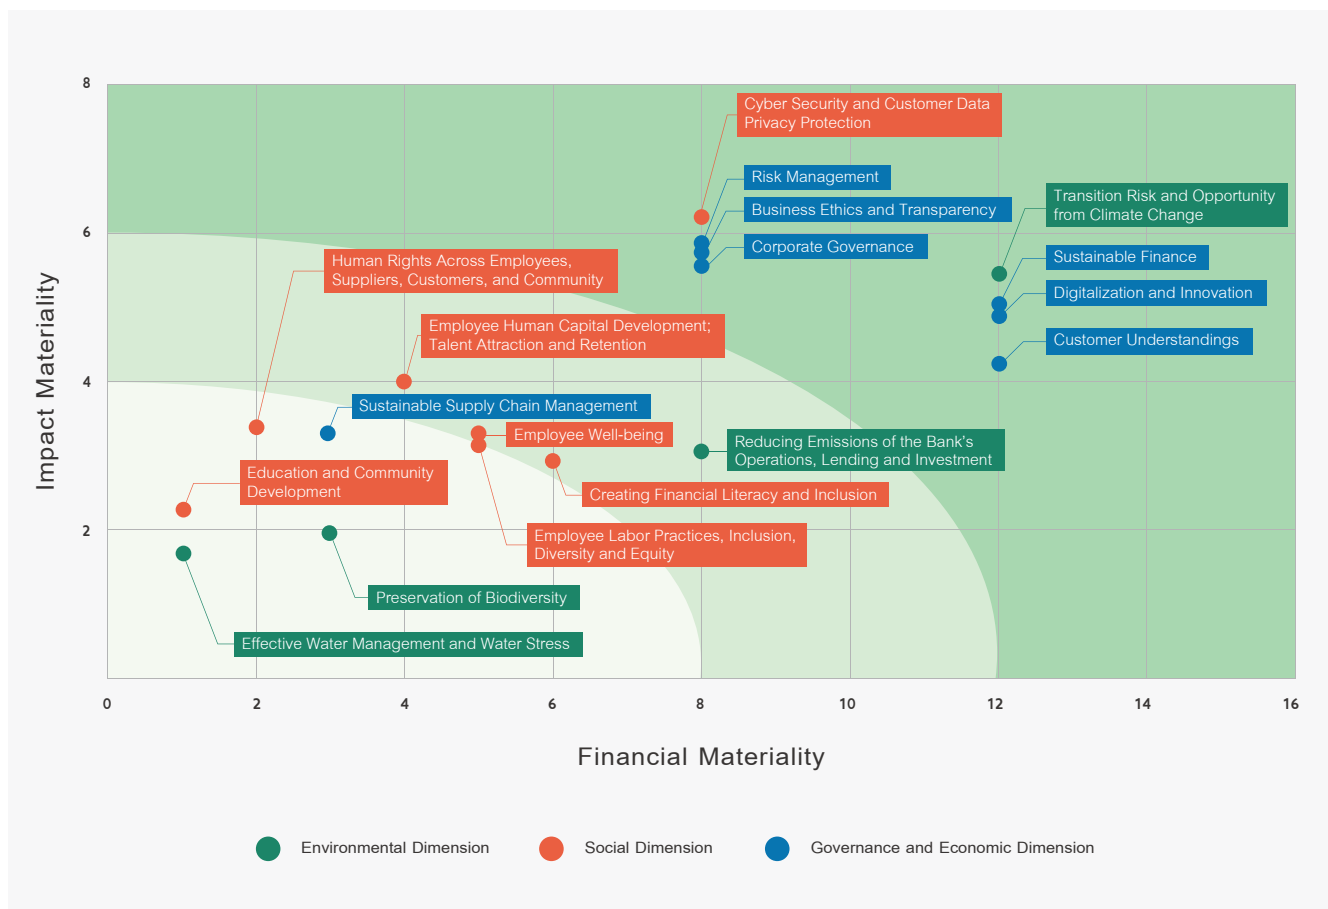 8
Cyber Security and Customer Data
Privacy Protection
Risk Management
Transition Risk and Opportunity
from Climate Change
Business Ethics and Transparency
6
Corporate Governance
Sustainable Finance
Human Rights Across Employees,
Suppliers, Customers, and Community
Digitalization and Innovation
Employee Human Capital Development;
Talent Attraction and Retention
Customer Understandings
Impact Materiality
4
Sustainable Supply Chain Management
Employee Well-being
Reducing Emissions of the Bank's
Operations, Lending and Investment
Education and Community
Development
Creating Financial Literacy and Inclusion
2
Employee Labor Practices, Inclusion,
Diversity and Equity
Preservation of Biodiversity
Effective Water Management and Water Stress
0 2 4 6 8 10 12 14 16
Financial Materiality
Environmental Dimension
Social Dimension
Governance and Economic Dimension